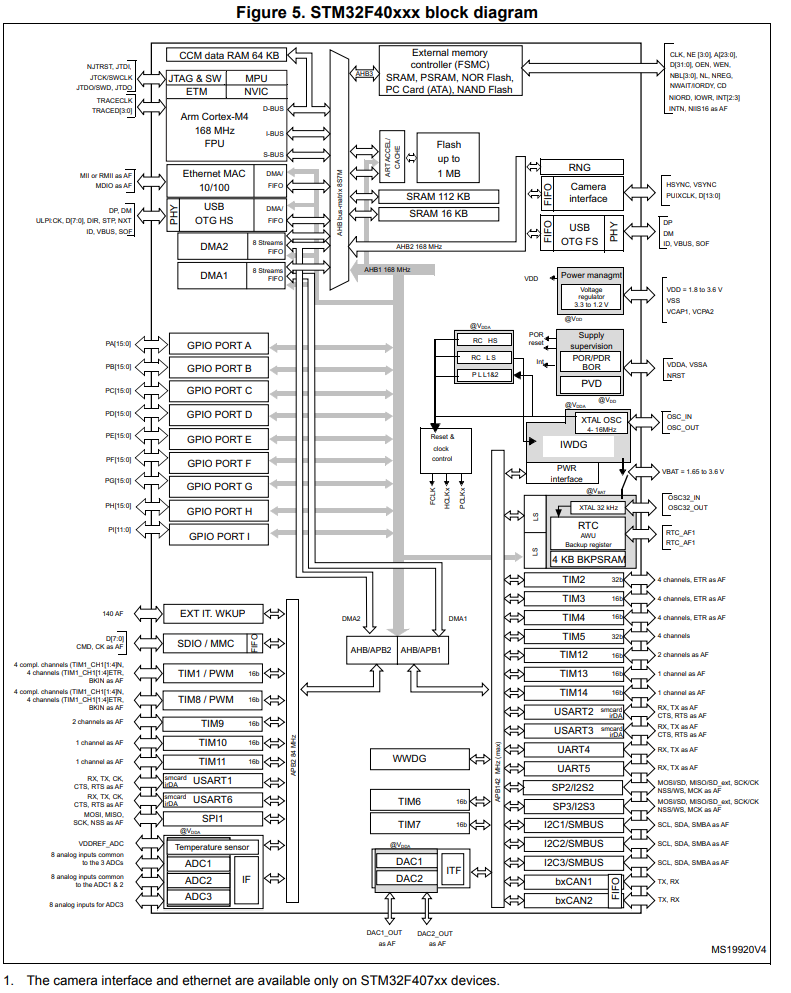 Figure 5. STM32F40xxx block diagram
CCM data RAM 64 KB
NJTRST, JTDI,
JTCK/SWCLK
JTDO/SWD, JTDO
TRACECLK
TRACED[3:0]
JTAG & SW
MPU
ETM
NVIC
Arm Cortex-M4
168 MHz
FPU
D-BUS
I-BUS
S-BUS
MII or RMII as AF
MDIO as AF
Ethernet MAC
10/100
DMA/
FIFO
DP, DM
ULPI:CK, D[7:0], DIR, STP, NXT
ID, VBUS, SOF
PHY
USB
OTG HS
DMA/
FIFO
DMA2
8 Streams
FIFO
DMA1
8 Streams
FIFO
AHB bus-matrix 8S7M
AHB3
External memory
controller (FSMC)
SRAM, PSRAM, NOR Flash,
PC Card (ATA), NAND Flash
CLK, NE [3:0], A[23:0],
D[31:0], OEN, WEN,
NBL[3:0], NL, NREG,
NWAIT/IORDY, CD
NIORD, IOWR, INT[2:3]
INTN, NIIS16 as AF
ART ACCEL/
CACHE
Flash
up to
1 MB
SRAM 112 KB
SRAM 16 KB
AHB2 168 MHz
AHB1 168 MHz
RNG
FIFO
Camera
interface
HSYNC, VSYNC
PUIXCLK, D[13:0]
FIFO
USB
OTG FS
PHY
DP
DM
ID, VBUS, SOF
VDD
Power managmt
Voltage
regulator
3.3 to 1.2 V
VDD = 1.8 to 3.6 V
VSS
VCAP1, VCPA2
@VDD
POR
reset
Int
Supply
supervision
POR/PDR
BOR
PVD
VDDA, VSSA
NRST
@VDDA
RC HS
RC LS
PLL1&2
@VDD
@VDDA
XTAL OSC
4- 16MHz
OSC_IN
OSC_OUT
IWDG
Reset &
clock
control
FCLK
HCLKx
PCLKx
PWR
interface
VBAT = 1.65 to 3.6 V
@VBAT
LS
LS
XTAL 32 kHz
OSC32_IN
OSC32_OUT
RTC
AWU
Backup register
RTC_AF1
RTC_AF1
4 KB BKPSRAM
PA[15:0]
GPIO PORT A
PB[15:0]
GPIO PORT B
PC[15:0]
GPIO PORT C
PD[15:0]
GPIO PORT D
PE[15:0]
GPIO PORT E
PF[15:0]
GPIO PORT F
PG[15:0]
GPIO PORT G
PH[15:0]
GPIO PORT H
PI[11:0]
GPIO PORT I
DMA2
DMA1
AHB/APB2
AHB/APB1
140 AF
EXT IT. WKUP
D[7:0]
CMD, CK as AF
SDIO / MMC
FIFO
4 compl. channels (TIM1_CH1[1:4]N,
4 channels (TIM1_CH1[1:4]ETR,
BKIN as AF
TIM1 / PWM
16b
4 compl. channels (TIM1_CH1[1:4]N,
4 channels (TIM1_CH1[1:4]ETR,
BKIN as AF
TIM8 / PWM
16b
2 channels as AF
TIM9
16b
1 channel as AF
TIM10
16b
1 channel as AF
TIM11
16b
RX, TX, CK,
CTS, RTS as AF
smcard
irDA
USART1
RX, TX, CK,
CTS, RTS as AF
smcard
irDA
USART6
MOSI, MISO,
SCK, NSS as AF
SPI1
@VDDA
VDDREF_ADC
Temperature sensor
8 analog inputs common
to the 3 ADCs
ADC1
8 analog inputs common
to the ADC1 & 2
ADC2
8 analog inputs for ADC3
ADC3
IF
APB2 84 MHz
WWDG
TIM6
16b
TIM7
16b
@VDDA
DAC1
DAC2
ITF
DAC1_OUT
as AF
DAC2_OUT
as AF
APB142 MHz (max)
TIM2
32b
4 channels, ETR as AF
TIM3
16b
4 channels, ETR as AF
TIM4
16b
4 channels, ETR as AF
TIM5
32b
4 channels
TIM12
16b
2 channels as AF
TIM13
16b
1 channel as AF
TIM14
16b
1 channel as AF
USART2
smcard
irDA
RX, TX as AF
CTS, RTS as AF
USART3
smcard
irDA
RX, TX as AF
CTS, RTS as AF
UART4
RX, TX as AF
UART5
RX, TX as AF
SP2/I2S2
MOSI/SD, MISO/SD_ext, SCK/CK
NSS/WS, MCK as AF
SP3/I2S3
MOSI/SD, MISO/SD_ext, SCK/CK
NSS/WS, MCK as AF
I2C1/SMBUS
SCL, SDA, SMBA as AF
I2C2/SMBUS
SCL, SDA, SMBA as AF
I2C3/SMBUS
SCL, SDA, SMBA as AF
bxCAN1
TX, RX
bxCAN2
FIFO
TX, RX
MS19920V4
1. The camera interface and ethernet are available only on STM32F407xx devices.